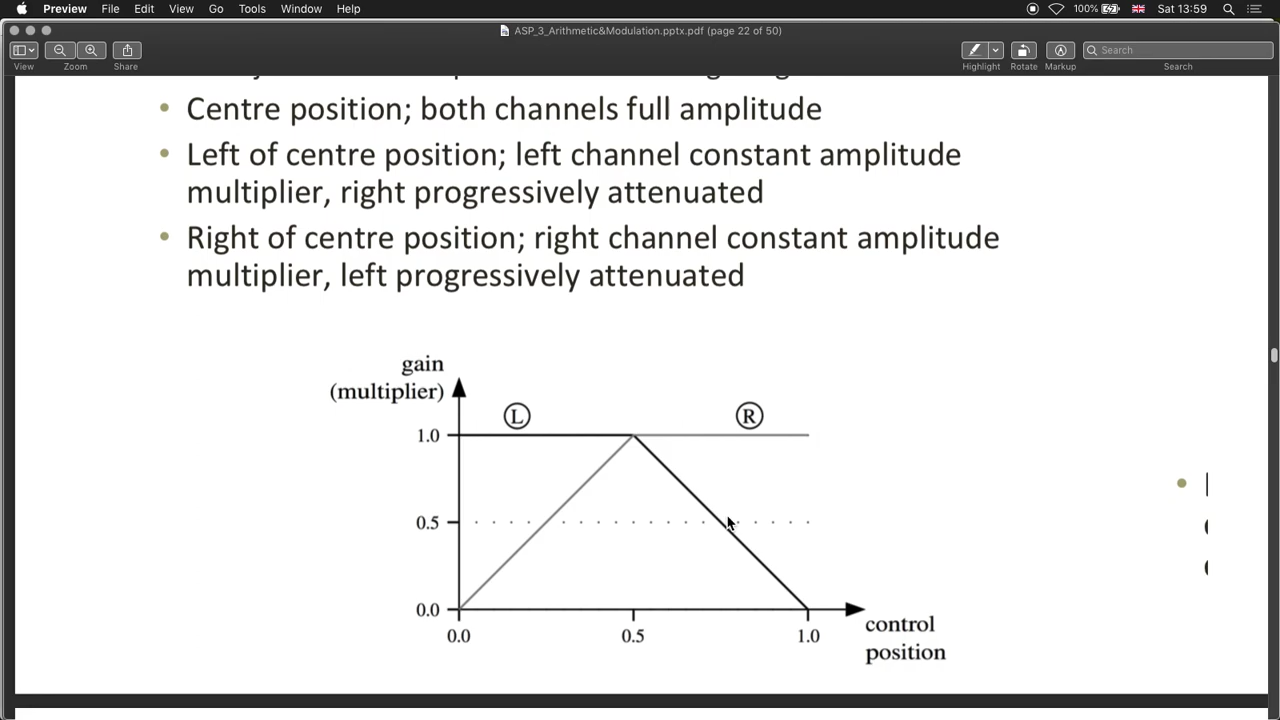 Preview File Edit View Go Tools Window Help 100% Sat 13:59
ASP_3_Arithmetic&Modulation.pptx.pdf (page 22 of 50)
Search
View Zoom Share Highlight Rotate Markup Search
• Centre position; both channels full amplitude
• Left of centre position; left channel constant amplitude
multiplier, right progressively attenuated
• Right of centre position; right channel constant amplitude
multiplier, left progressively attenuated
gain
(multiplier)
L R
1.0
0.5
0.0
0.0 0.5 1.0
control
position